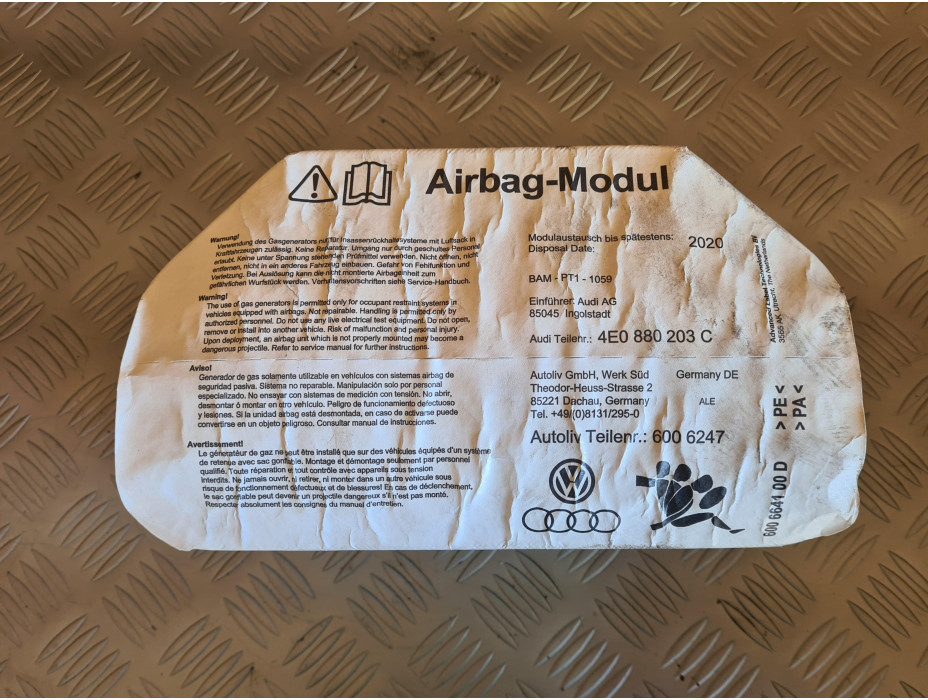 Airbag-Modul
Warnung!
Verwendung des Gasgenerators nur für Insassenrückhaltesysteme mit Luftsack in
Kraftfahrzeugen zulässig. Keine Reparatur. Umgang nur durch geschultes Personal
erlaubt. Keine unter Spannung stellenden Prüfmittel verwenden. Nicht öffnen, nicht
entfernen, nicht in ein anderes Fahrzeug einbauen. Gefahr von Fehlfunktion und
Verletzung. Bei Auslösung kann die nicht montierte Airbageinheit zum
gefährlichen Wurfstück werden. Verhaltensvorschriften siehe Service-Handbuch.
Warning!
The use of gas generators is permitted only for occupant restraint systems in
vehicles equipped with airbags. Not repairable. Handling is permitted only by
authorized personnel. Do not use any live electrical test equipment. Do not open,
remove or install into another vehicle. Risk of malfunction and personal injury.
Upon deployment, an airbag unit which is not properly mounted may become a
dangerous projectile. Refer to service manual for further instructions.
Aviso!
Generador de gas solamente utilizable en vehículos con sistemas airbag de
seguridad pasiva. Sistema no reparable. Manipulación solo por personal
especializado. No ensayar con sistemas de medición con tensión. No abrir,
desmontar ó montar en otro vehículo. Peligro de funcionamiento defectuoso
y lesiones. Si la unidad airbag está desmontada, en caso de activarse puede
convertirse en un objeto peligroso. Consultar manual de instrucciones.
Avertissement!
Le générateur de gaz ne peut être installé que sur des véhicules équipés d'un système
de retenue avec sac gonflable. Montage et démontage seulement par personnel
qualifié. Toute réparation et tout contrôle avec appareils sous tension
interdits. Ne jamais ouvrir, ni retirer, ni monter dans un autre véhicule sous
risque de fonctionnement défectueux et de blessures! En cas de déclenchement,
le sac gonflable peut devenir un projectile dangereux s'il n'est pas monté.
Respecter absolument les consignes du manuel d'entretien.
Modulaustausch bis spätestens:
Disposal Date: 2020
BAM - PT1 - 1059
Einführer: Audi AG
85045 Ingolstadt
Audi Teilenr.: 4E0 880 203 C
Autoliv GmbH, Werk Süd Germany DE
Theodor-Heuss-Strasse 2
85221 Dachau, Germany ALE
Tel. +49/(0)8131/295-0
Autoliv Teilenr.: 600 6247
Advanced Label Technologies BV
3565 AK, Utrecht, The Netherlands
>PE<
>PA<
600 6641 00 D